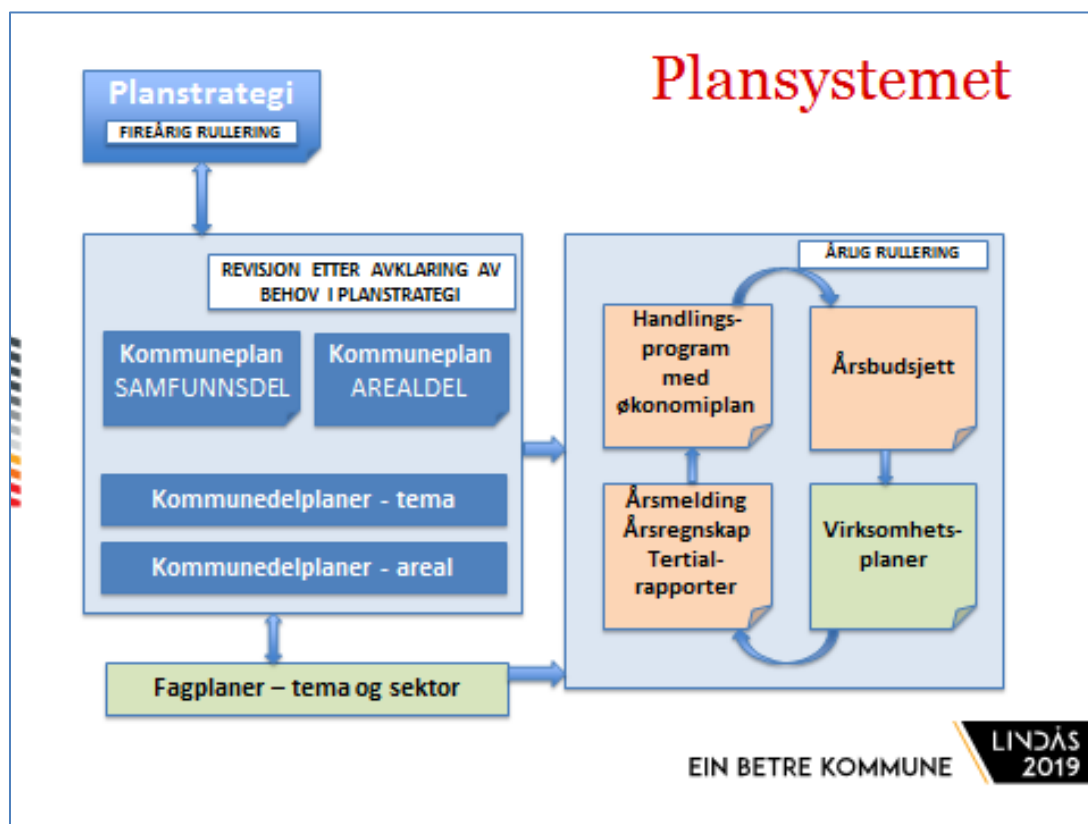 Plansystemet
Planstrategi
FIREÅRIG RULLERING
REVISJON ETTER AVKLARING AV
BEHOV I PLANSTRATEGI
Kommuneplan
SAMFUNNSDEL
Kommuneplan
AREALDEL
Kommunedelplaner - tema
Kommunedelplaner - areal
Fagplaner – tema og sektor
ÅRLIG RULLERING
Handlings-
program
med
økonomiplan
Årsbudsjett
Årsmelding
Årsregnskap
Tertial-
rapporter
Virksomhets-
planer
EIN BETRE KOMMUNE
LINDÅS
2019